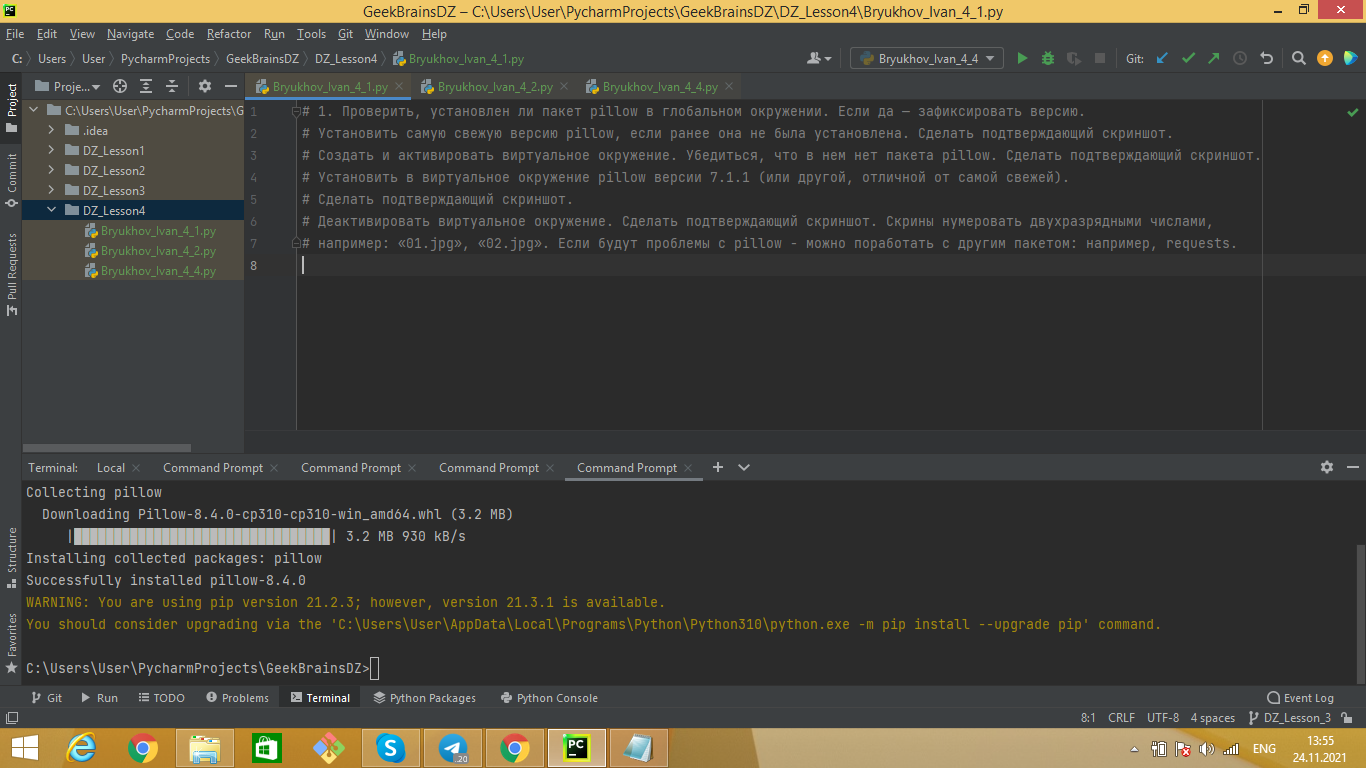 GeekBrainsDZ – C:\Users\User\PycharmProjects\GeekBrainsDZ\DZ_Lesson4\Bryukhov_Ivan_4_1.py
File Edit View Navigate Code Refactor Run Tools Git Window Help
C: Users User PycharmProjects GeekBrainsDZ DZ_Lesson4 Bryukhov_Ivan_4_1.py Bryukhov_Ivan_4_4 Git:
Proje... Bryukhov_Ivan_4_1.py Bryukhov_Ivan_4_2.py Bryukhov_Ivan_4_4.py
Project
Commit
Pull Requests
Structure
Favorites
C:\Users\User\PycharmProjects\G
.idea
DZ_Lesson1
DZ_Lesson2
DZ_Lesson3
DZ_Lesson4
Bryukhov_Ivan_4_1.py
Bryukhov_Ivan_4_2.py
Bryukhov_Ivan_4_4.py
1 # 1. Проверить, установлен ли пакет pillow в глобальном окружении. Если да — зафиксировать версию.
2 # Установить самую свежую версию pillow, если ранее она не была установлена. Сделать подтверждающий скриншот.
3 # Создать и активировать виртуальное окружение. Убедиться, что в нем нет пакета pillow. Сделать подтверждающий скриншот.
4 # Установить в виртуальное окружение pillow версии 7.1.1 (или другой, отличной от самой свежей).
5 # Сделать подтверждающий скриншот.
6 # Деактивировать виртуальное окружение. Сделать подтверждающий скриншот. Скрины нумеровать двухразрядными числами,
7 # например: «01.jpg», «02.jpg». Если будут проблемы с pillow - можно поработать с другим пакетом: например, requests.
8
Terminal: Local Command Prompt Command Prompt Command Prompt Command Prompt
Collecting pillow
Downloading Pillow-8.4.0-cp310-cp310-win_amd64.whl (3.2 MB)
|████████████████████████████████| 3.2 MB 930 kB/s
Installing collected packages: pillow
Successfully installed pillow-8.4.0
WARNING: You are using pip version 21.2.3; however, version 21.3.1 is available.
You should consider upgrading via the 'C:\Users\User\AppData\Local\Programs\Python\Python310\python.exe -m pip install --upgrade pip' command.
C:\Users\User\PycharmProjects\GeekBrainsDZ>
Git Run TODO Problems Terminal Python Packages Python Console Event Log
8:1 CRLF UTF-8 4 spaces DZ_Lesson_3
PC
.20
ENG
13:55
24.11.2021